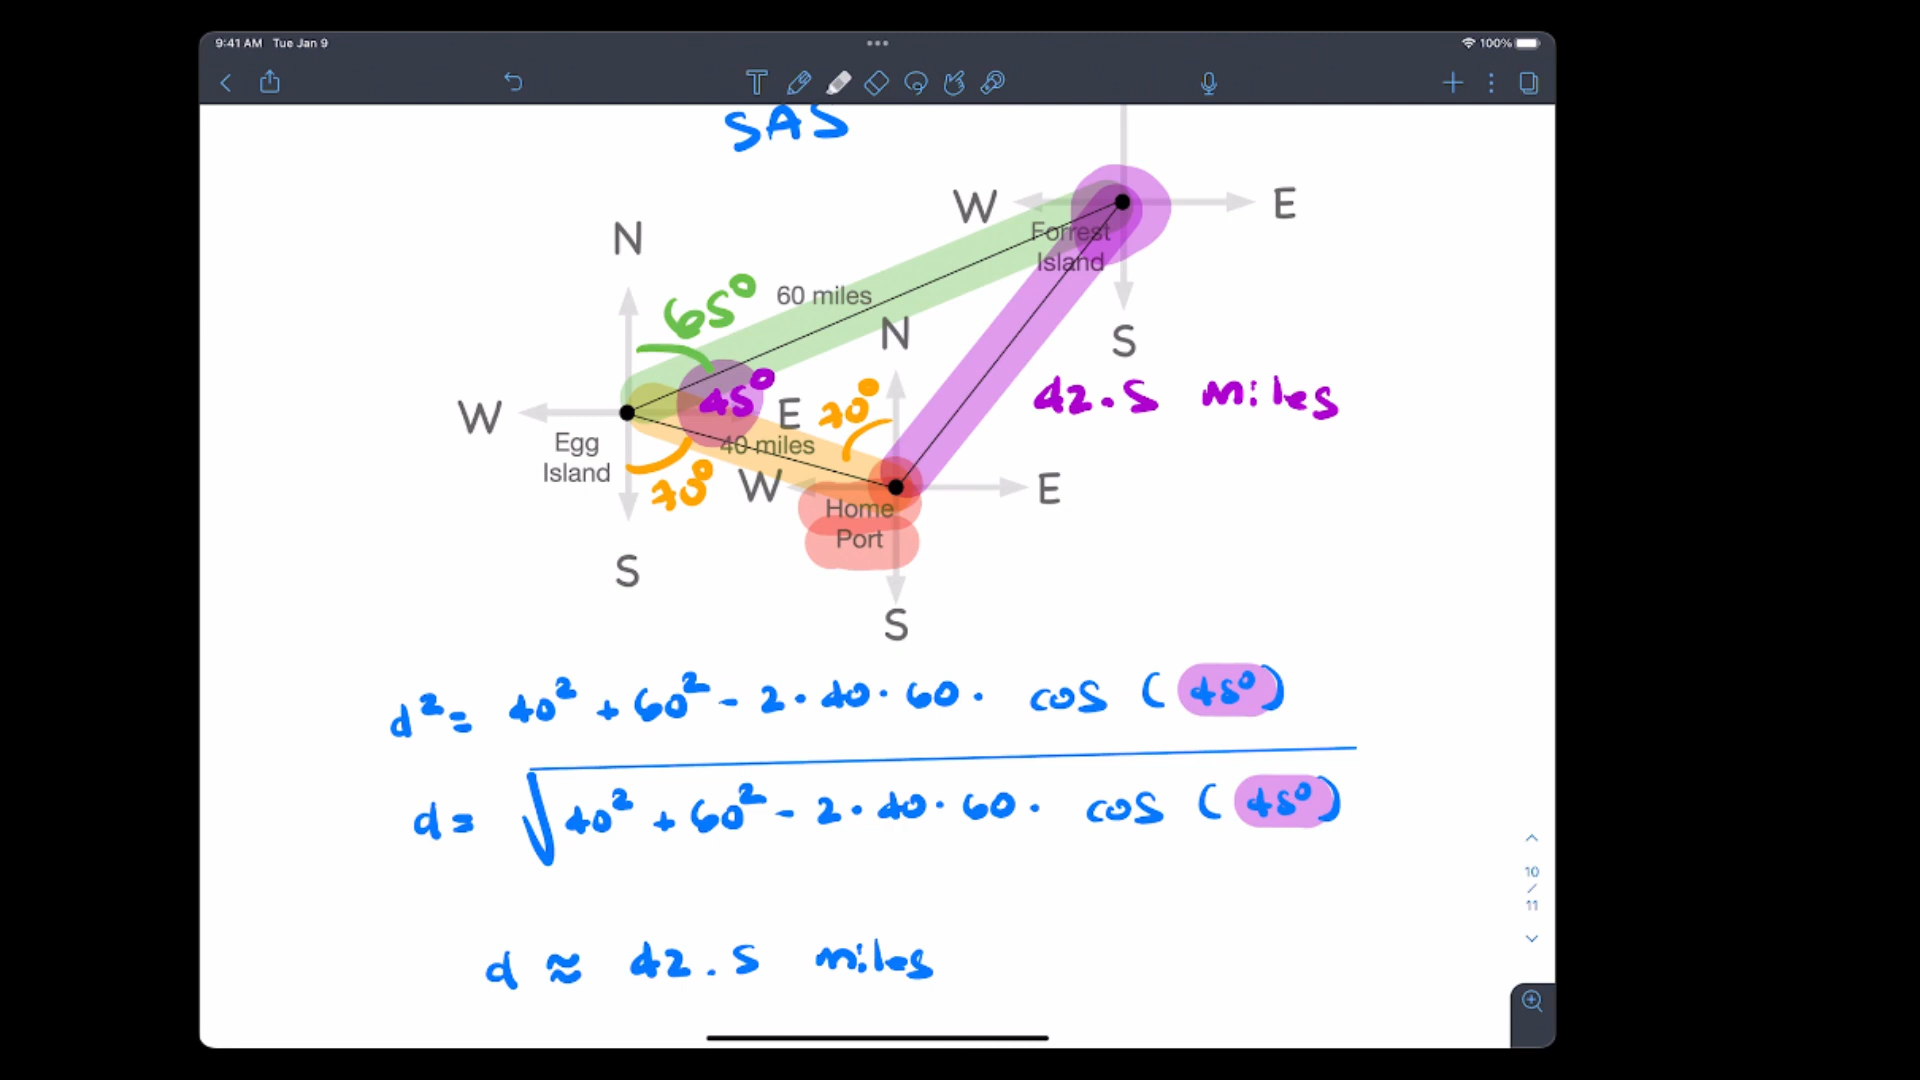 9:41 AM Tue Jan 9
100%
SAS
W
E
N
Forrest
Island
65°
60 miles
N
S
45°
42.5 miles
W
E
70°
Egg
Island
40 miles
70°
W
E
Home
Port
S
S
d² = 40² + 60² - 2 · 40 · 60 · cos (45°)
d = √40² + 60² - 2 · 40 · 60 · cos (45°)
10
/
11
d ≈ 42.5 miles